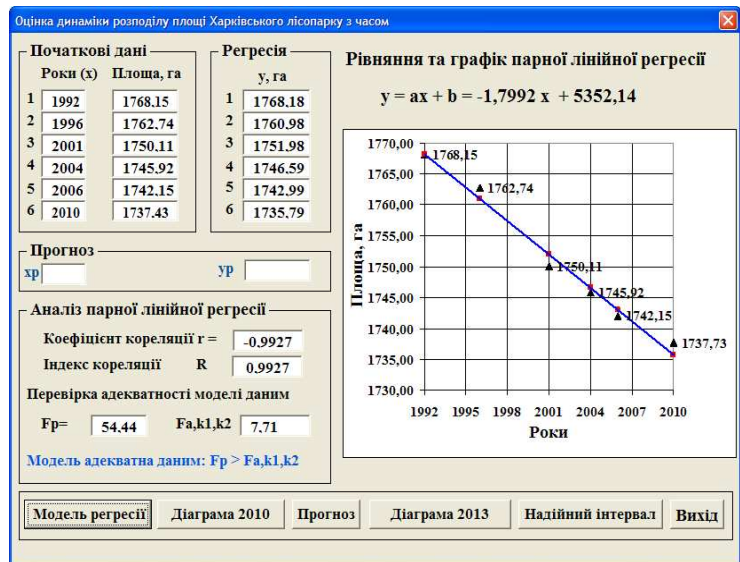 Оцінка динаміки розподілу площі Харківського лісопарку з часом
Початкові дані
Роки (x) Площа, га
1 1992 1768.15
2 1996 1762,74
3 2001 1750,11
4 2004 1745,92
5 2006 1742,15
6 2010 1737.43
Регресія
y, га
1 1768,18
2 1760,98
3 1751,98
4 1746,59
5 1742,99
6 1735,79
Прогноз
xp yp
Аналіз парної лінійної регресії
Коефіцієнт кореляції r = -0,9927
Індекс кореляції R 0,9927
Перевірка адекватності моделі даним
Fp= 54,44 Fa,k1,k2 7,71
Модель адекватна даним: Fp > Fa,k1,k2
Рівняння та графік парної лінійної регресії
y = ax + b = -1,7992 x + 5352,14
Площа, га
1770,00
1765,00
1760,00
1755,00
1750,00
1745,00
1740,00
1735,00
1730,00
1768,15
1762,74
1750,11
1745,92
1742,15
1737,73
1992 1995 1998 2001 2004 2007 2010
Роки
Модель регресії Діаграма 2010 Прогноз Діаграма 2013 Надійний інтервал Вихід